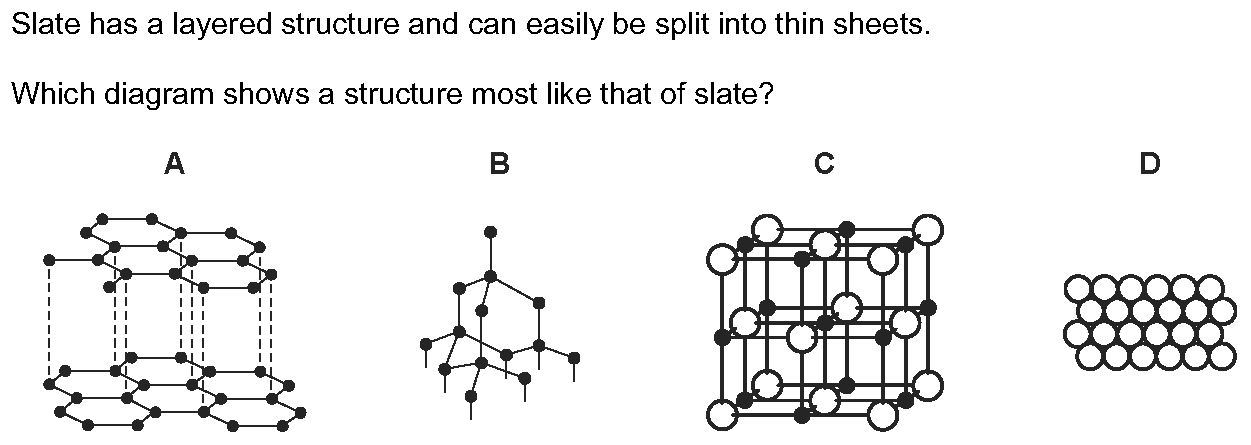 Slate has a layered structure and can easily be split into thin sheets.
Which diagram shows a structure most like that of slate?
A B C D